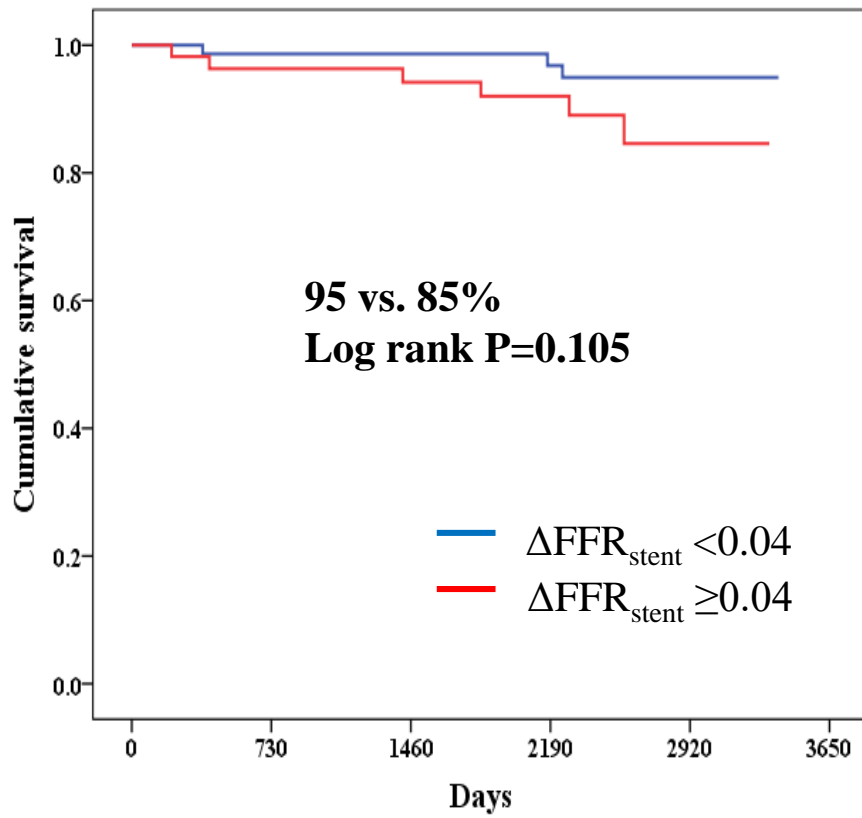 1.0
0.8
0.6
0.4
0.2
0.0
Cumulative survival
95 vs. 85%
Log rank P=0.105
ΔFFRstent <0.04
ΔFFRstent ≥0.04
0 730 1460 2190 2920 3650
Days